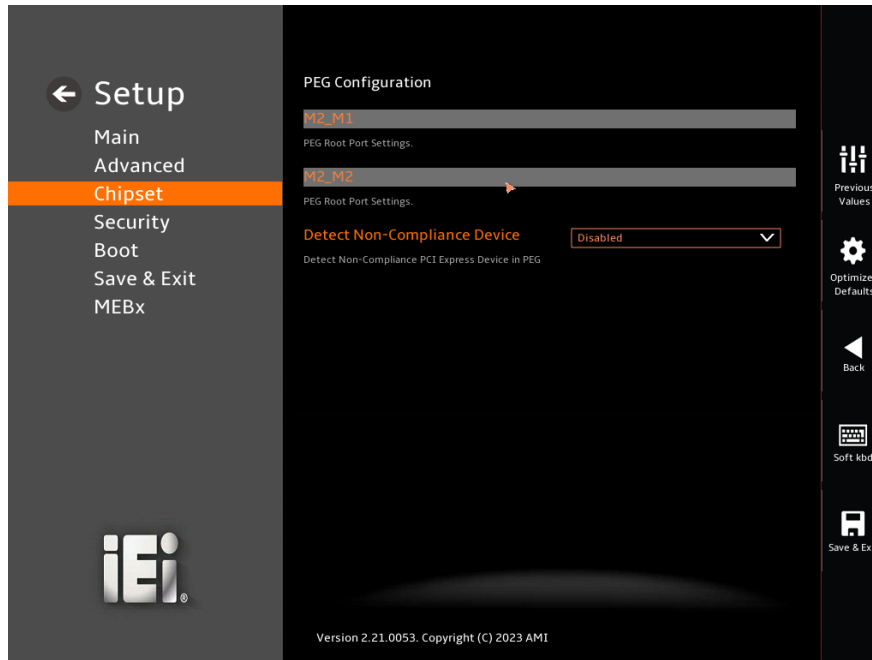 Setup
Main
Advanced
Chipset
Security
Boot
Save & Exit
MEBx
iEi®
PEG Configuration
M2_M1
PEG Root Port Settings.
M2_M2
PEG Root Port Settings.
Detect Non-Compliance Device
Disabled
Detect Non-Compliance PCI Express Device in PEG
Version 2.21.0053. Copyright (C) 2023 AMI
Previous
Values
Optimize
Defaults
Back
Soft kbd
Save & Ex